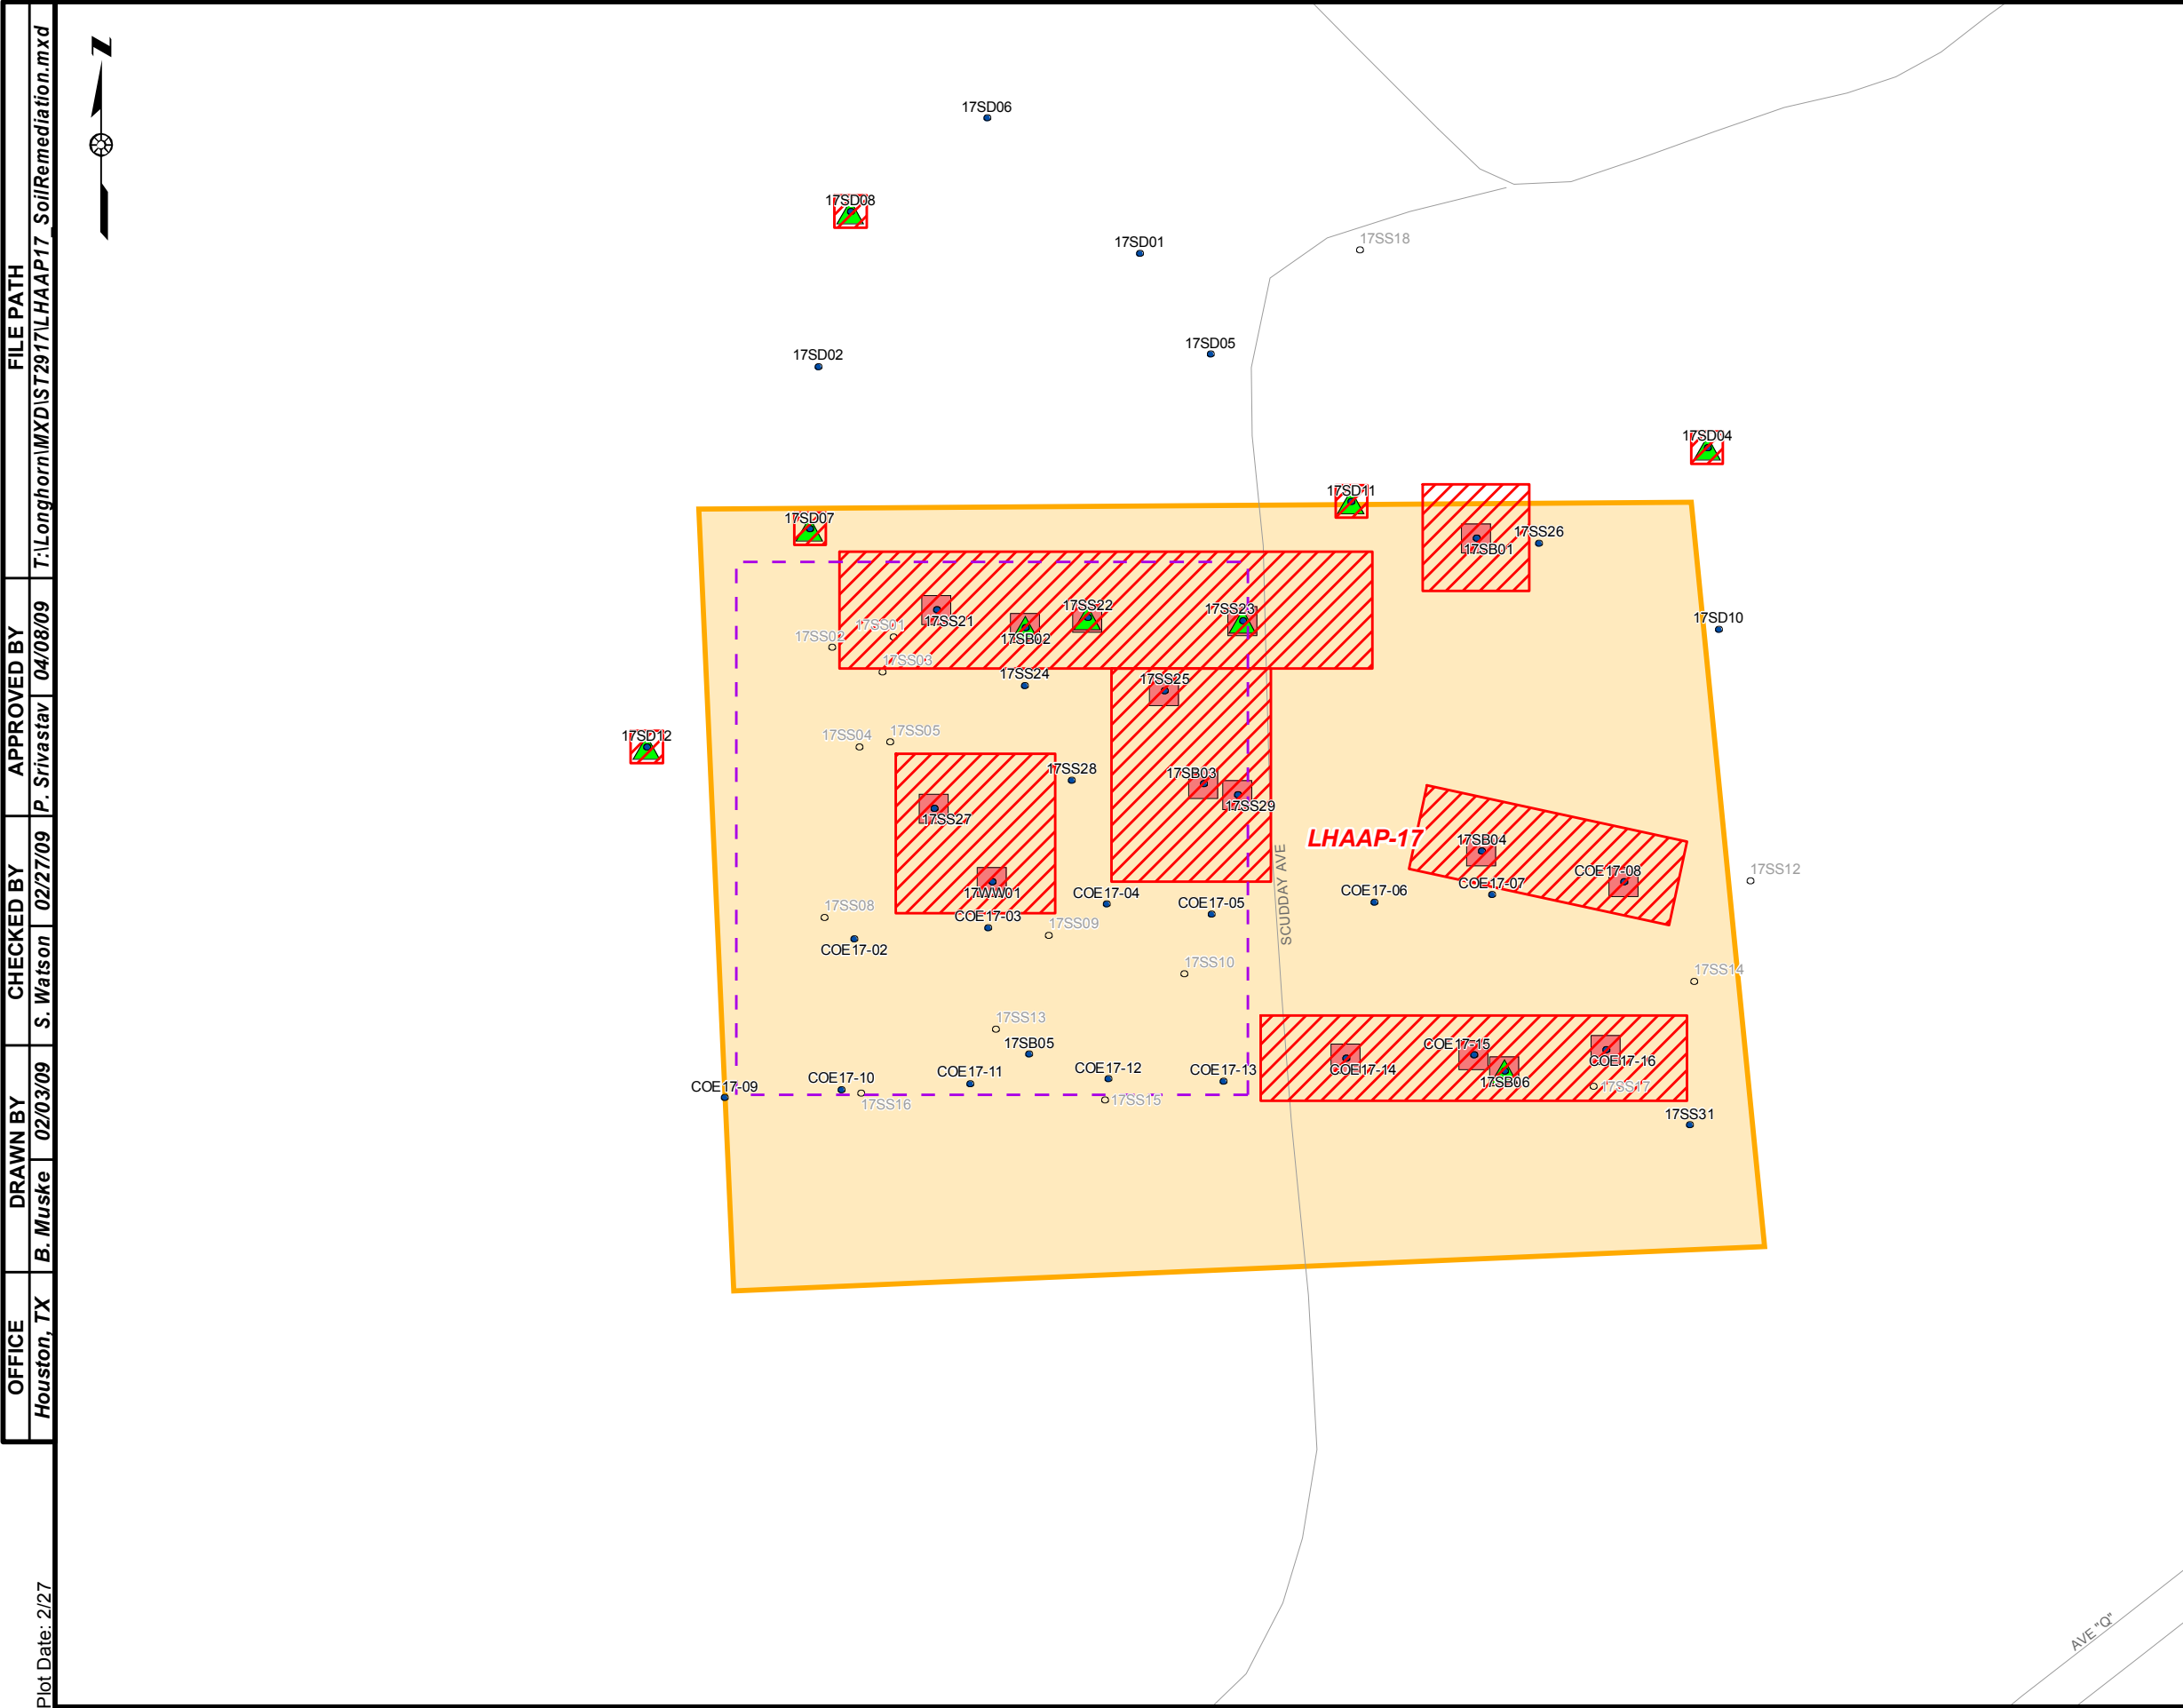 FILE PATH
T:\Longhorn\MXD\ST2917\LHAAP17_SoilRemediation.mxd
APPROVED BY
P. Srivastav 04/08/09
CHECKED BY
S. Watson 02/27/09
DRAWN BY
B. Muske 02/03/09
OFFICE
Houston, TX
Plot Date: 2/27
N
17SD06
17SD08
17SD01
17SS18
17SD05
17SD02
17SD04
17SD11
17SD07
17SS26
17SB01
17SS22
17SS23
17SD10
17SS21
17SS01
17SS02
17SB02
17SS03
17SS24
17SS25
17SS05
17SS04
17SD12
17SS28
17SB03
17SS29
17SS27
LHAAP-17
17SB04
COE17-08
17SS12
COE17-07
COE17-06
17WW01
COE17-04
COE17-05
SCUDDAY AVE
17SS08
COE17-03
17SS09
COE17-02
17SS10
17SS14
17SS13
17SB05
COE17-15
COE17-16
COE17-14
COE17-12
COE17-13
COE17-11
COE17-10
COE17-09
17SB06
17SS17
17SS16
17SS15
17SS31
AVE "Q"